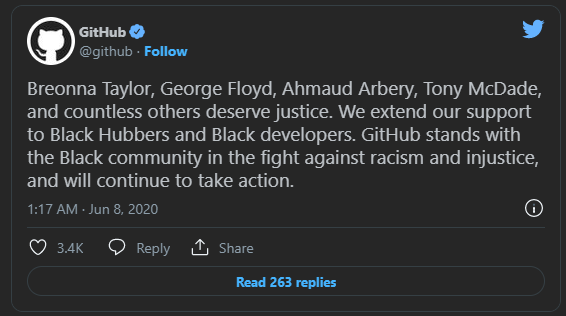 GitHub
@github · Follow
Breonna Taylor, George Floyd, Ahmaud Arbery, Tony McDade,
and countless others deserve justice. We extend our support
to Black Hubbers and Black developers. GitHub stands with
the Black community in the fight against racism and injustice,
and will continue to take action.
1:17 AM · Jun 8, 2020
3.4K Reply Share
Read 263 replies